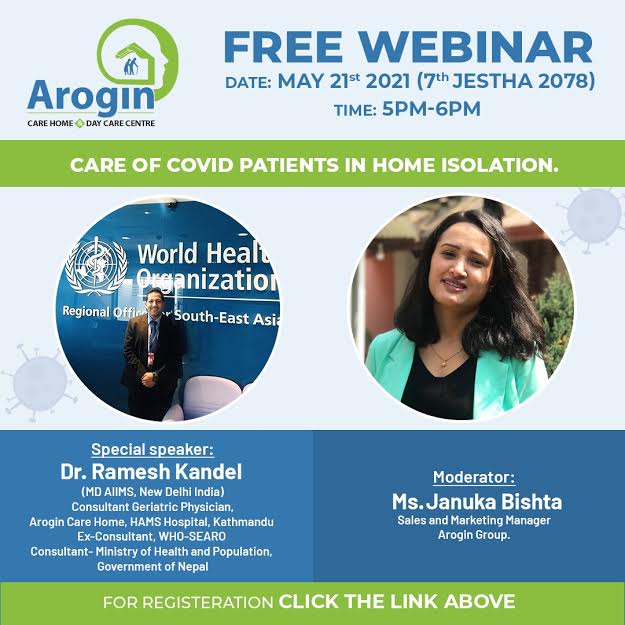 Arogin
CARE HOME & DAY CARE CENTRE
FREE WEBINAR
DATE: MAY 21st 2021 (7th JESTHA 2078)
TIME: 5PM-6PM
CARE OF COVID PATIENTS IN HOME ISOLATION.
World Healt
Organization
Regional Offi
r South-East Asia
Special speaker:
Dr. Ramesh Kandel
(MD AIIMS, New Delhi India)
Consultant Geriatric Physician,
Arogin Care Home, HAMS Hospital, Kathmandu
Ex-Consultant, WHO-SEARO
Consultant- Ministry of Health and Population,
Government of Nepal
Moderator:
Ms. Januka Bishta
Sales and Marketing Manager
Arogin Group.
FOR REGISTERATION CLICK THE LINK ABOVE